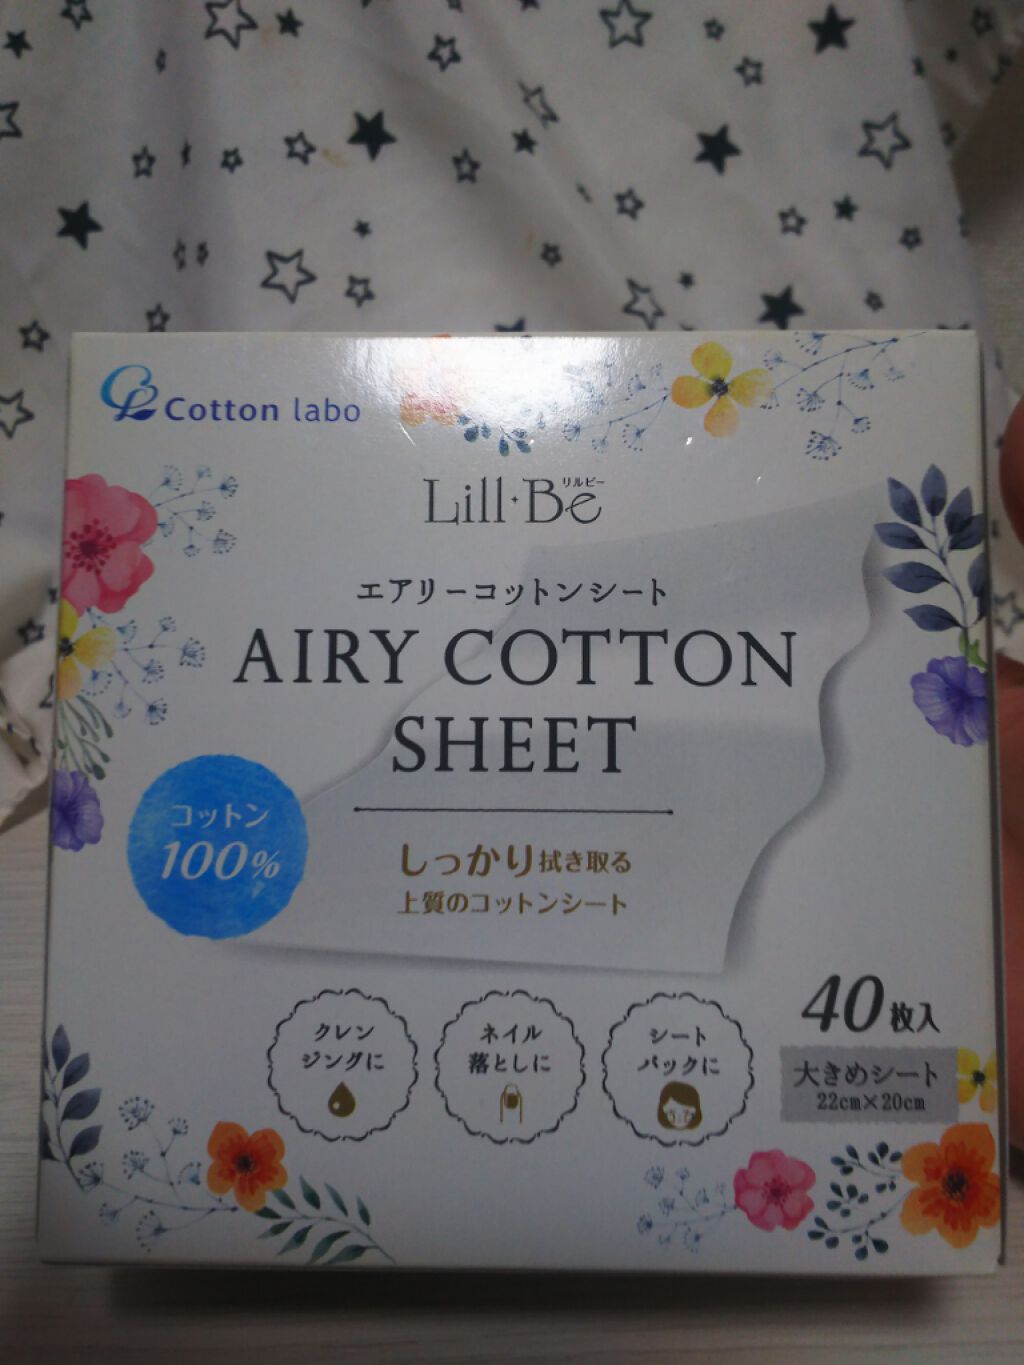 Cotton labo
Lill・Be
リルビー
エアリーコットンシート
AIRY COTTON
SHEET
コットン
100%
しっかり拭き取る
上質のコットンシート
クレン
ジングに
ネイル
落としに
シート
パックに
40枚入
大きめシート
22cm×20cm